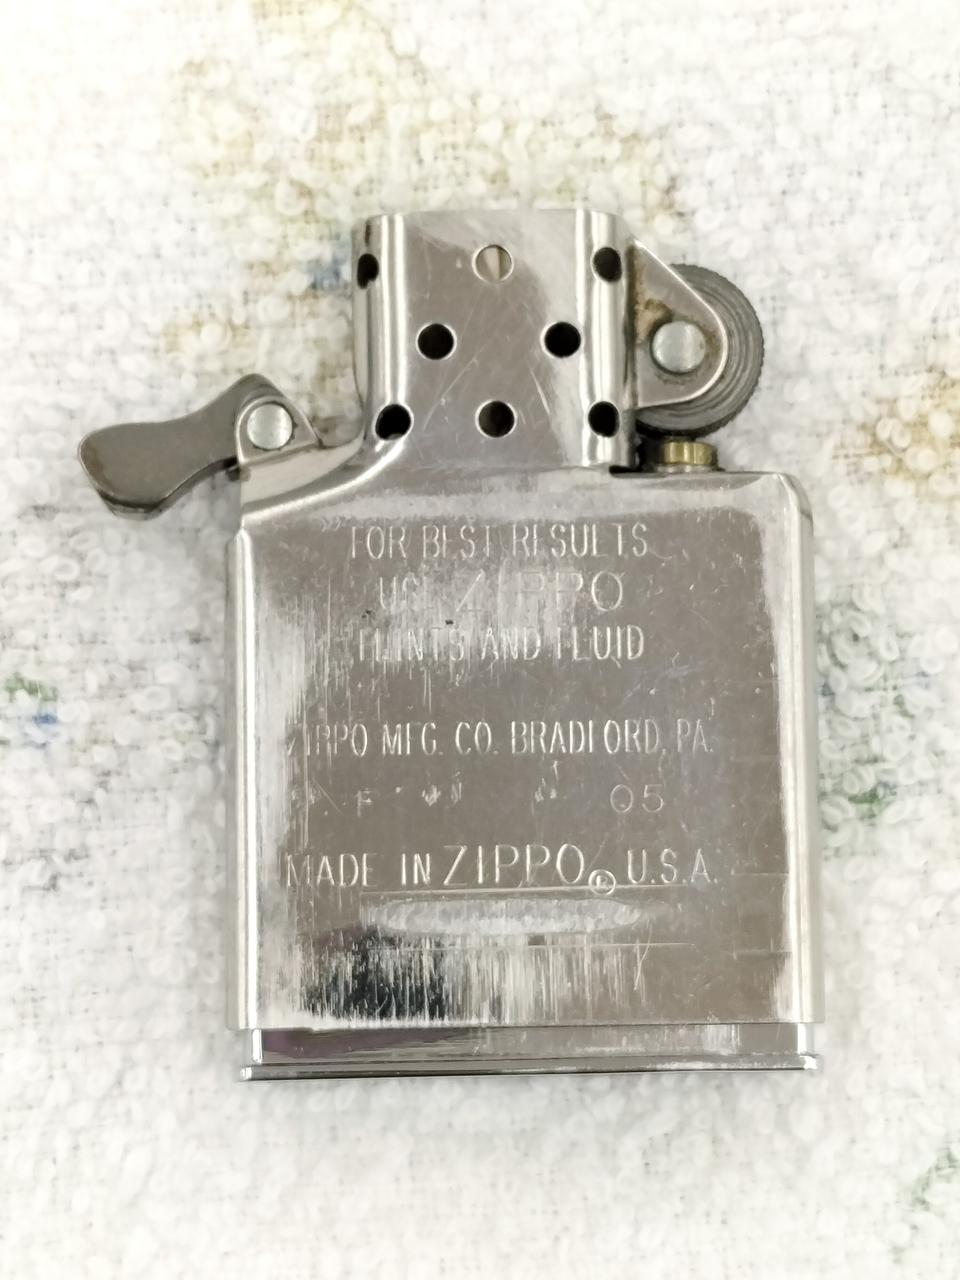 FOR BEST RESULTS
USE ZIPPO
FLINTS AND FLUID
ZIPPO MFG. CO. BRADFORD, PA.
F 05
MADE IN ZIPPO® U.S.A.